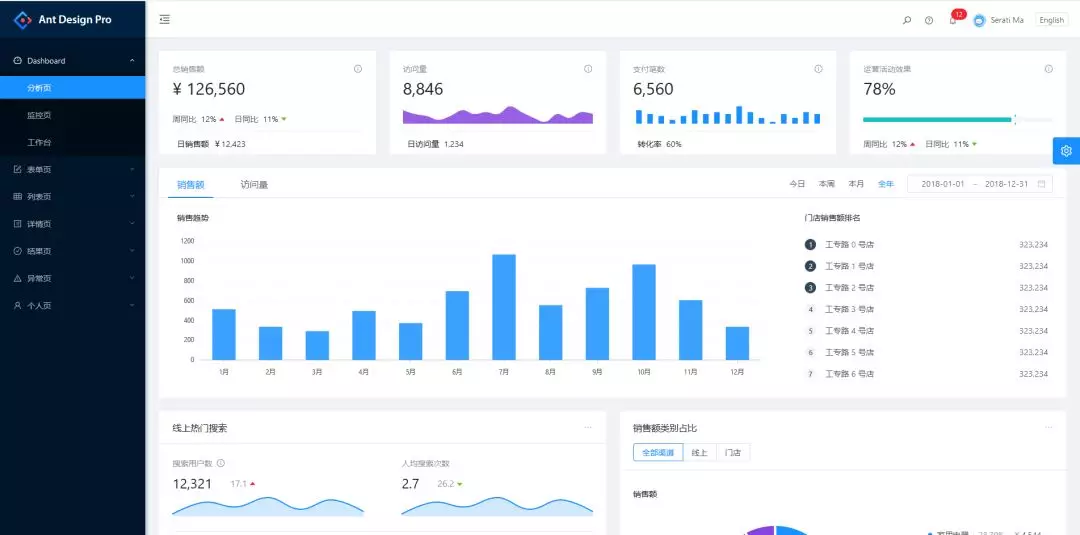 Ant Design Pro
12
Serati Ma
English
Dashboard
分析页
监控页
工作台
表单页
列表页
详情页
结果页
异常页
个人页
总销售额
¥ 126,560
周同比 12% 日同比 11%
日销售额 ¥ 12,423
访问量
8,846
日访问量 1,234
支付笔数
6,560
转化率 60%
运营活动效果
78%
周同比 12% 日同比 11%
销售额 访问量
今日 本周 本月 全年 2018-01-01 ~ 2018-12-31
销售趋势
1200
1000
800
600
400
200
0
1月 2月 3月 4月 5月 6月 7月 8月 9月 10月 11月 12月
门店销售额排名
1 工专路 0 号店 323,234
2 工专路 1 号店 323,234
3 工专路 2 号店 323,234
4 工专路 3 号店 323,234
5 工专路 4 号店 323,234
6 工专路 5 号店 323,234
7 工专路 6 号店 323,234
线上热门搜索
搜索用户数
12,321 17.1
人均搜索次数
2.7 26.2
销售额类别占比
全部渠道 线上 门店
销售额